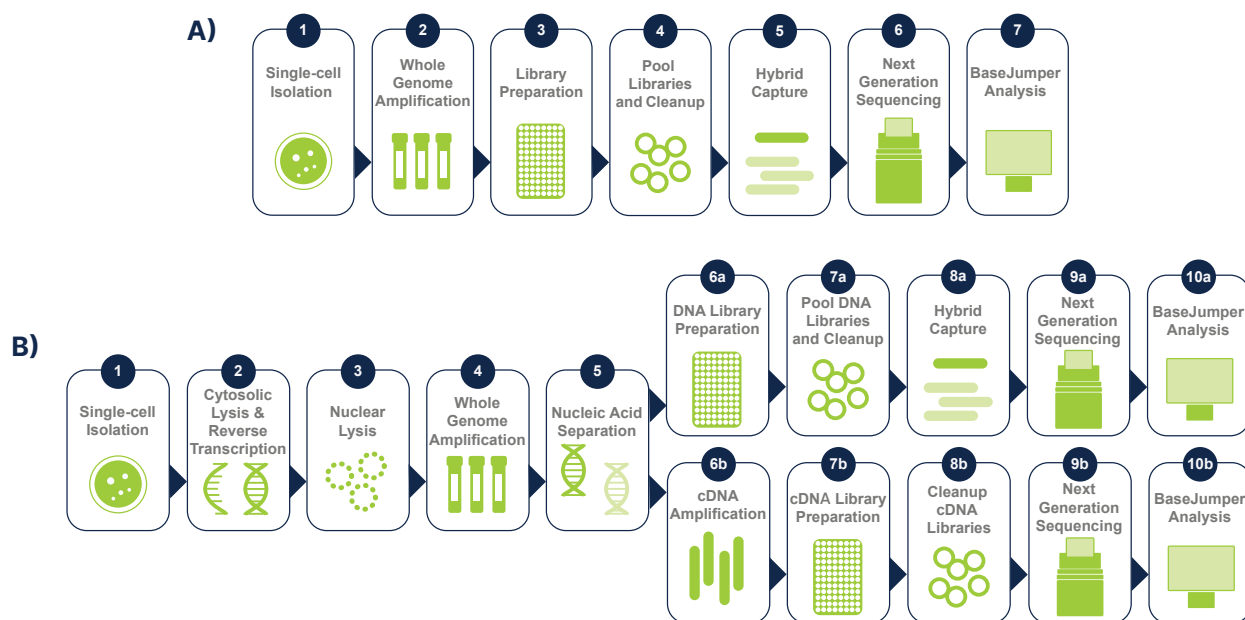 A)
1
Single-cell
Isolation
2
Whole
Genome
Amplification
3
Library
Preparation
4
Pool
Libraries
and Cleanup
5
Hybrid
Capture
6
Next
Generation
Sequencing
7
BaseJumper
Analysis
B)
1
Single-cell
Isolation
2
Cytosolic
Lysis &
Reverse
Transcription
3
Nuclear
Lysis
4
Whole
Genome
Amplification
5
Nucleic Acid
Separation
6a
DNA Library
Preparation
7a
Pool DNA
Libraries
and Cleanup
8a
Hybrid
Capture
9a
Next
Generation
Sequencing
10a
BaseJumper
Analysis
6b
cDNA
Amplification
7b
cDNA Library
Preparation
8b
Cleanup
cDNA
Libraries
9b
Next
Generation
Sequencing
10b
BaseJumper
Analysis